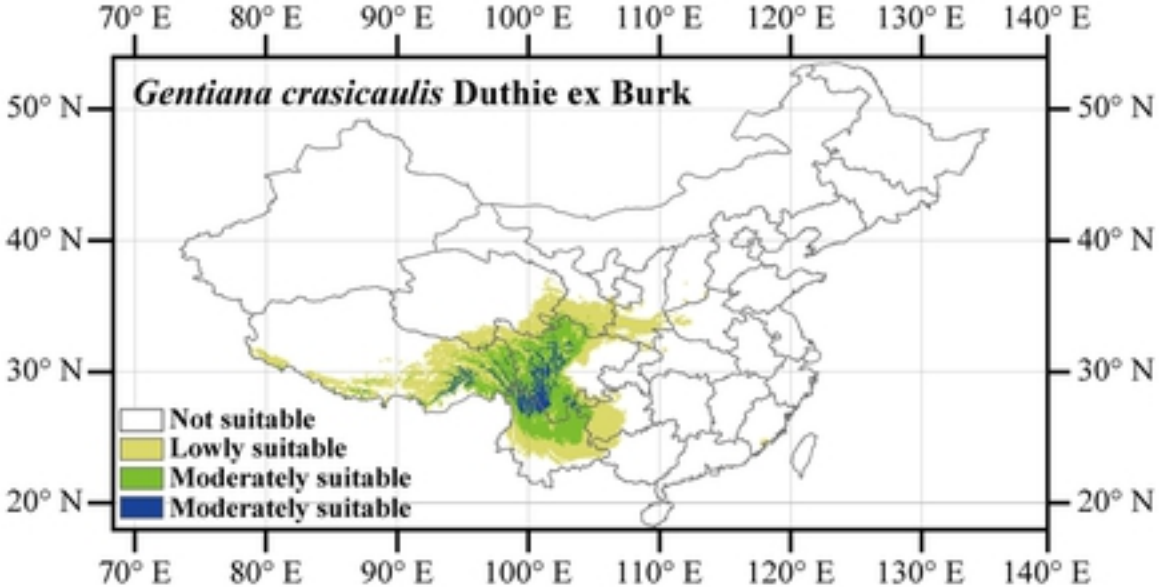 70° E 80° E 90° E 100° E 110° E 120° E 130° E 140° E
Gentiana crasicaulis Duthie ex Burk
50° N 50° N
40° N 40° N
30° N 30° N
Not suitable
Lowly suitable
Moderately suitable
20° N Moderately suitable 20° N
70° E 80° E 90° E 100° E 110° E 120° E 130° E 140° E